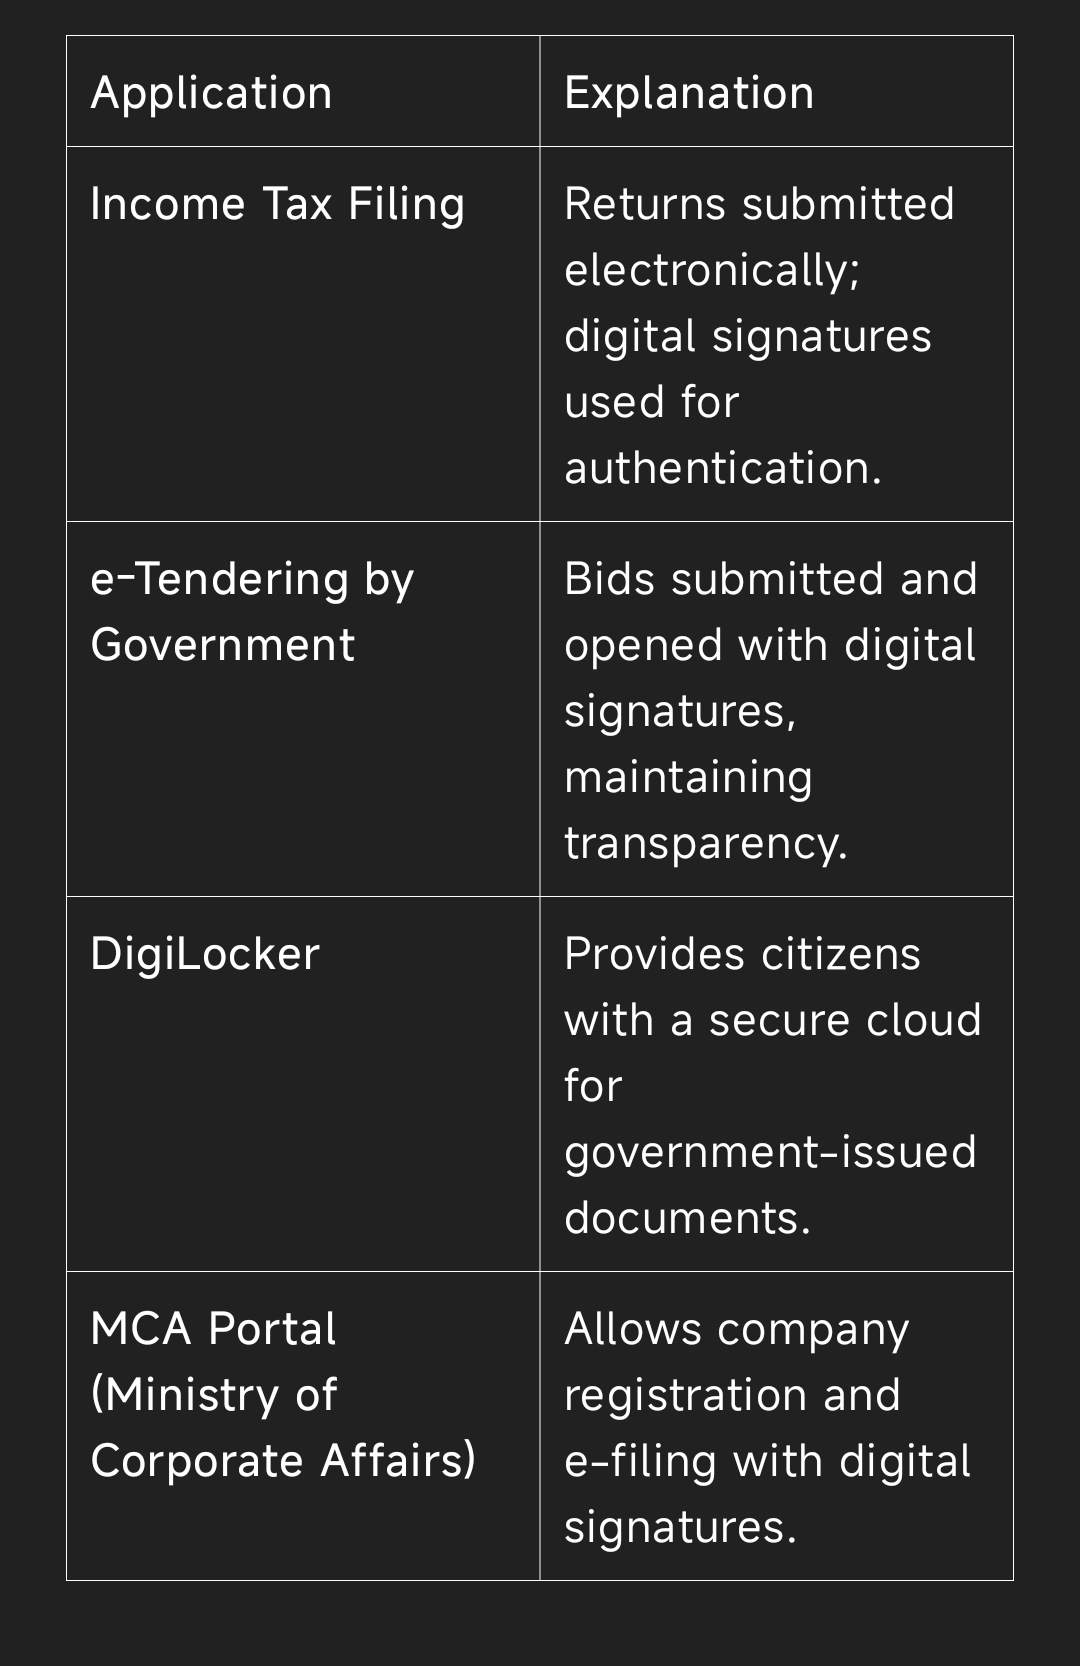 Application
Explanation
Income Tax Filing
Returns submitted
electronically;
digital signatures
used for
authentication.
e-Tendering by
Government
Bids submitted and
opened with digital
signatures,
maintaining
transparency.
DigiLocker
Provides citizens
with a secure cloud
for
government-issued
documents.
MCA Portal
(Ministry of
Corporate Affairs)
Allows company
registration and
e-filing with digital
signatures.